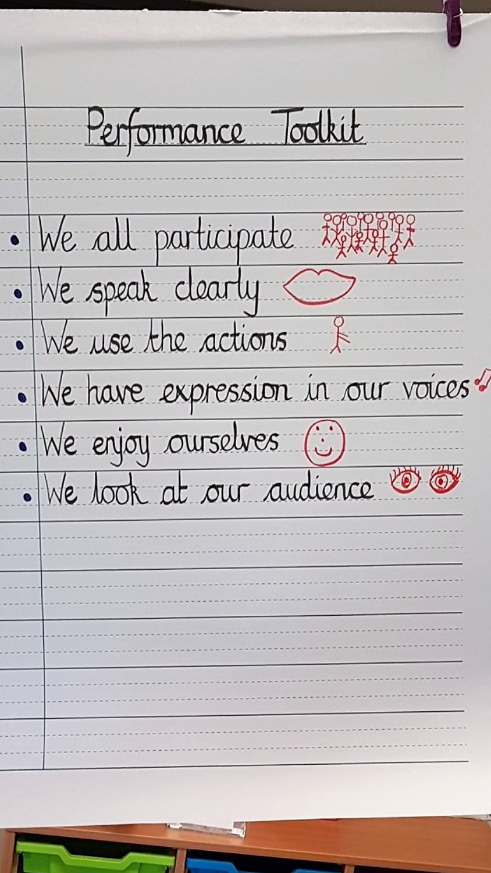 Performance Toolkit
• We all participate
• We speak clearly
• We use the actions
• We have expression in our voices
• We enjoy ourselves
• We look at our audience